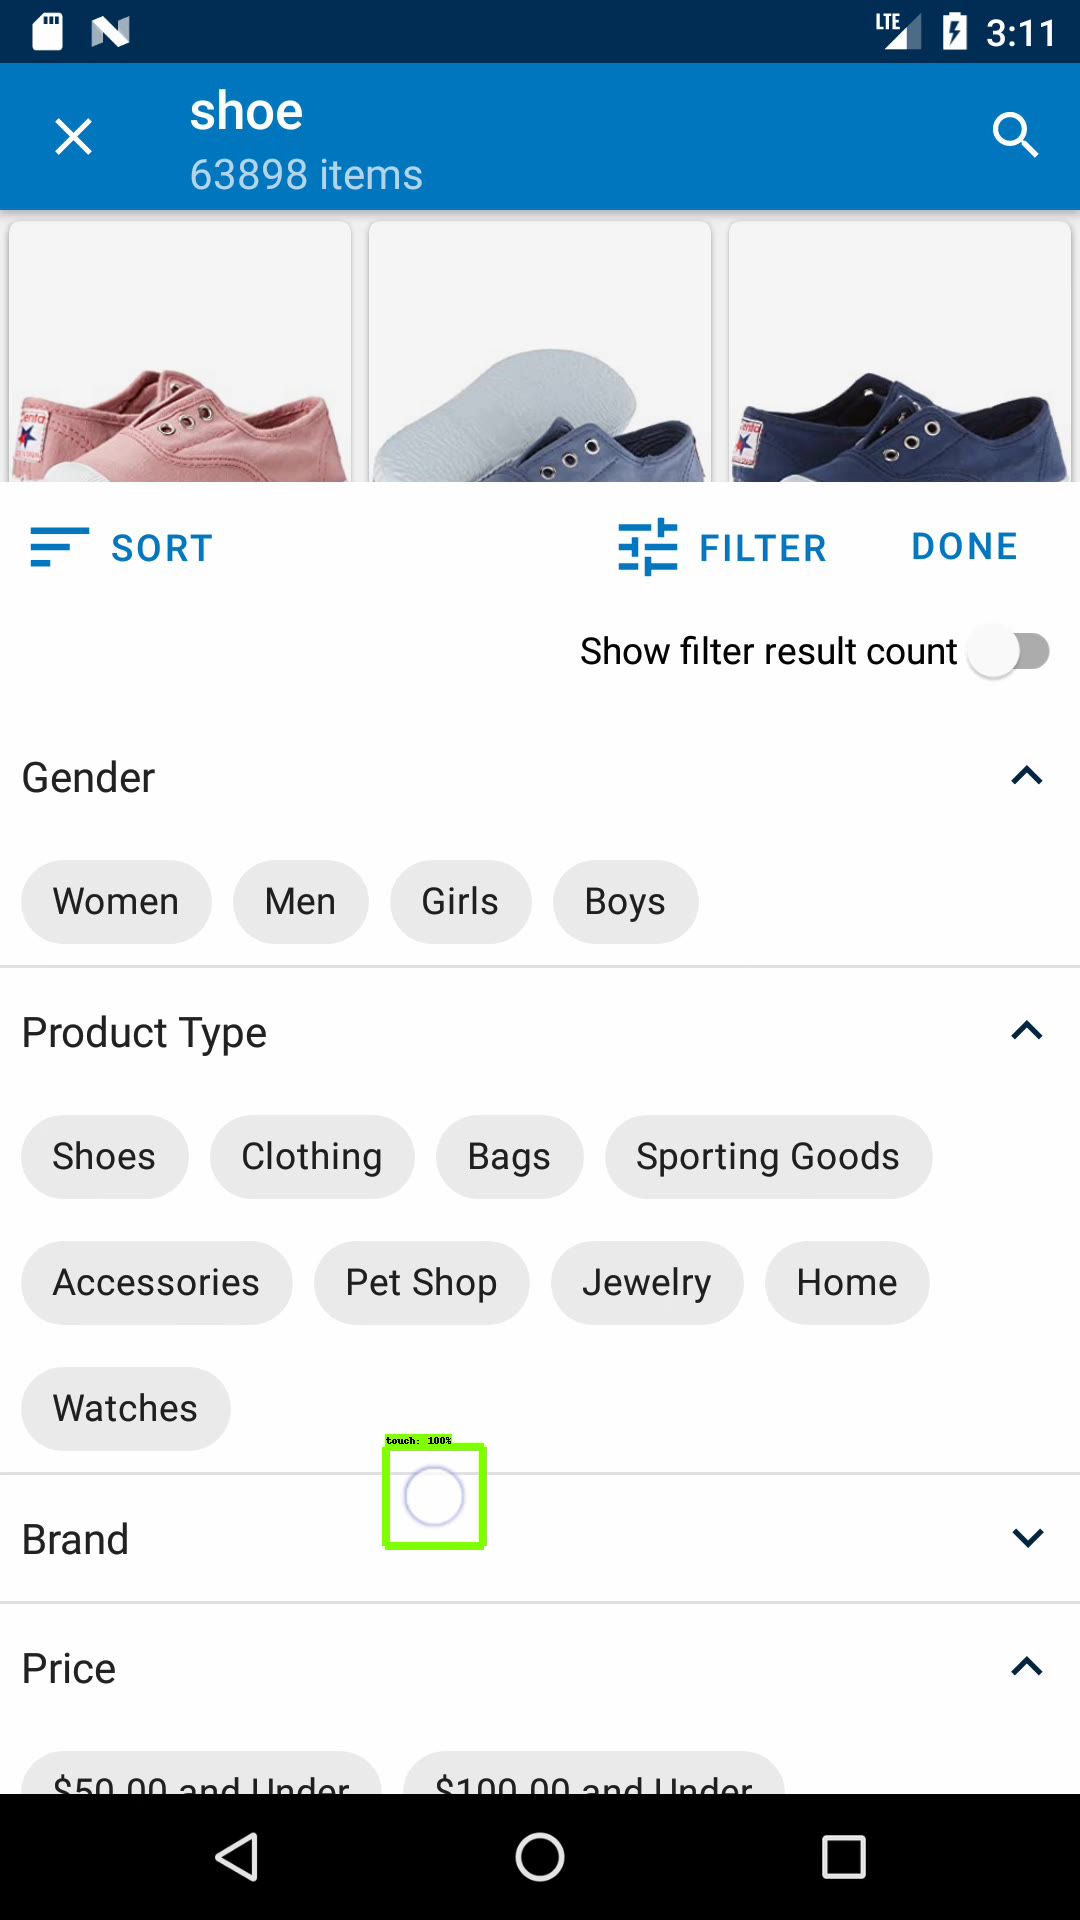 LTE 3:11
shoe
63898 items
SORT FILTER DONE
Show filter result count
Gender
Women Men Girls Boys
Product Type
Shoes Clothing Bags Sporting Goods
Accessories Pet Shop Jewelry Home
Watches
touch: 100%
Brand
Price
$50.00 and Under $100.00 and Under